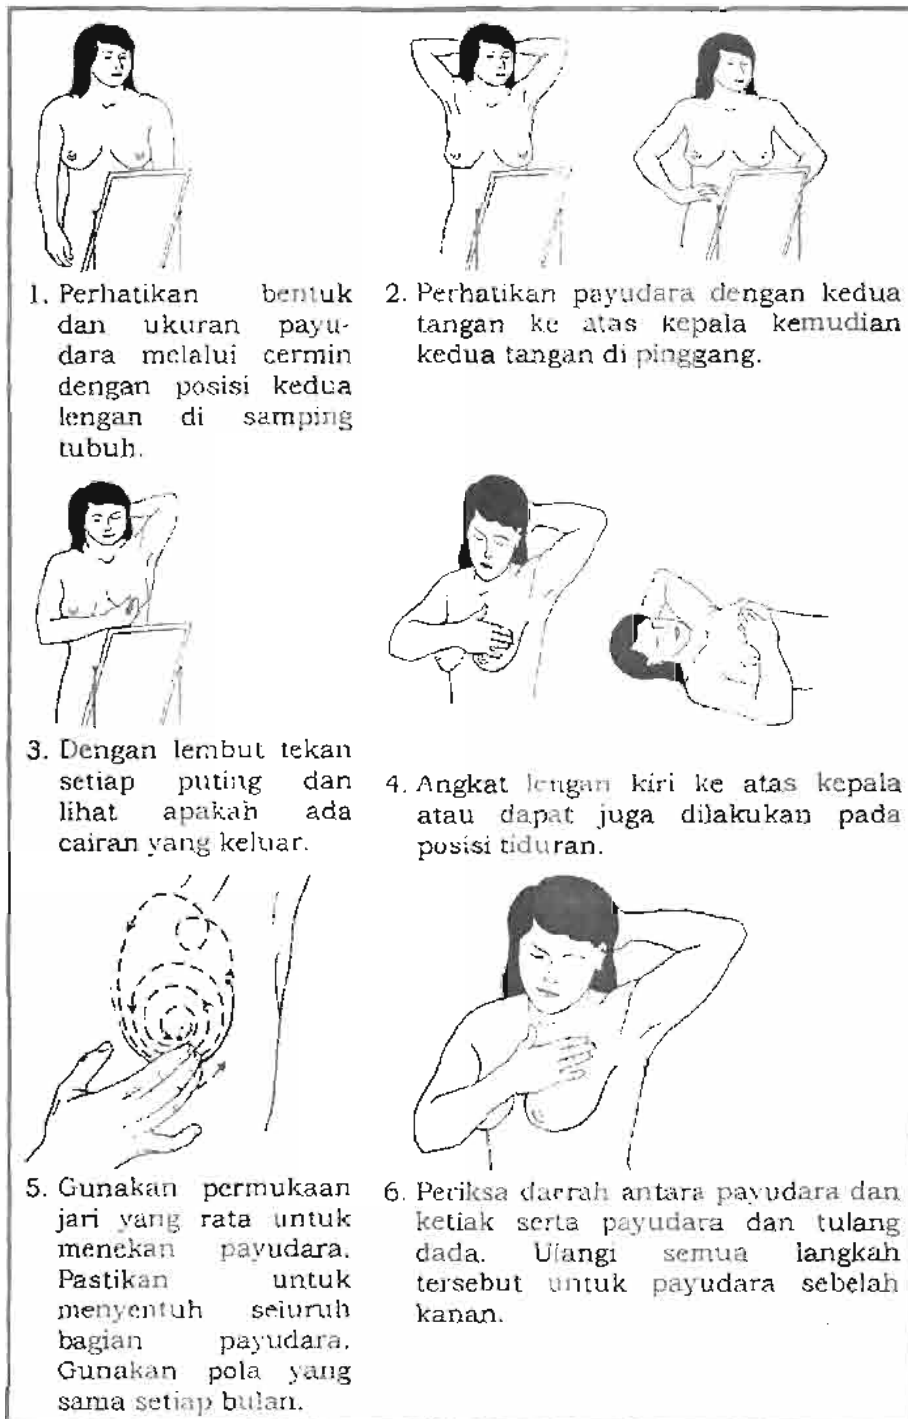 1. Perhatikan bentuk
dan ukuran payu-
dara melalui cermin
dengan posisi kedua
lengan di samping
tubuh.
2. Perhatikan payudara dengan kedua
tangan ke atas kepala kemudian
kedua tangan di pinggang.
3. Dengan lembut tekan
setiap puting dan
lihat apakah ada
cairan yang keluar.
4. Angkat lengan kiri ke atas kepala
atau dapat juga dilakukan pada
posisi tiduran.
5. Gunakan permukaan
jari yang rata untuk
menekan payudara.
Pastikan untuk
menyentuh seluruh
bagian payudara.
Gunakan pola yang
sama setiap bulan.
6. Periksa daerah antara payudara dan
ketiak serta payudara dan tulang
dada. Ulangi semua langkah
tersebut untuk payudara sebelah
kanan.